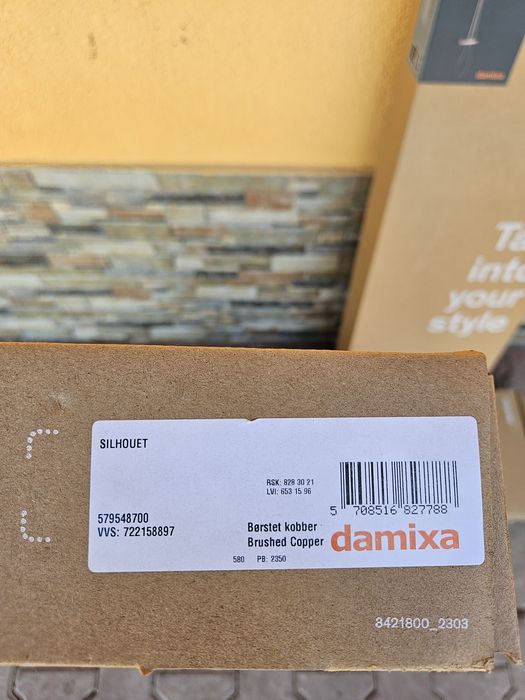 Ta
into
your
style
SILHOUET
RSK: 828 30 21
LVI: 653 15 96
5 708516 827788
579548700
VVS: 722158897
Børstet kobber
Brushed Copper
damixa
580 PB: 2350
8421800_2303